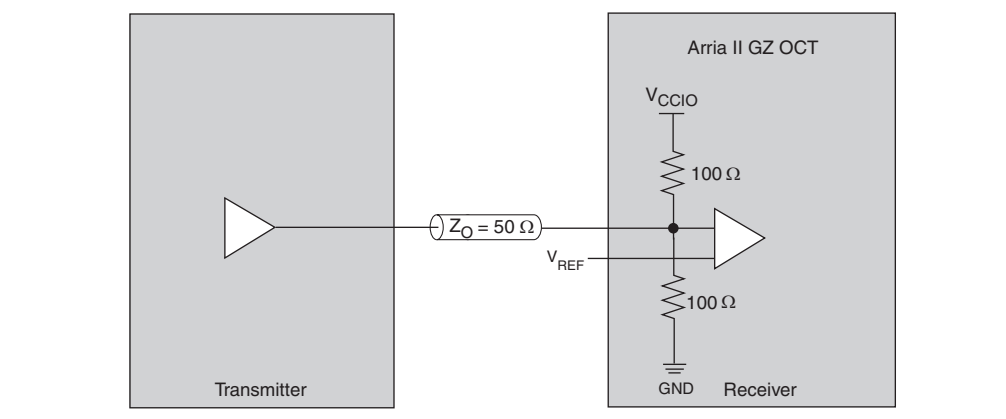 Arria II GZ OCT
VCCIO
100 Ω
ZO = 50 Ω
VREF
100 Ω
GND
Transmitter
Receiver